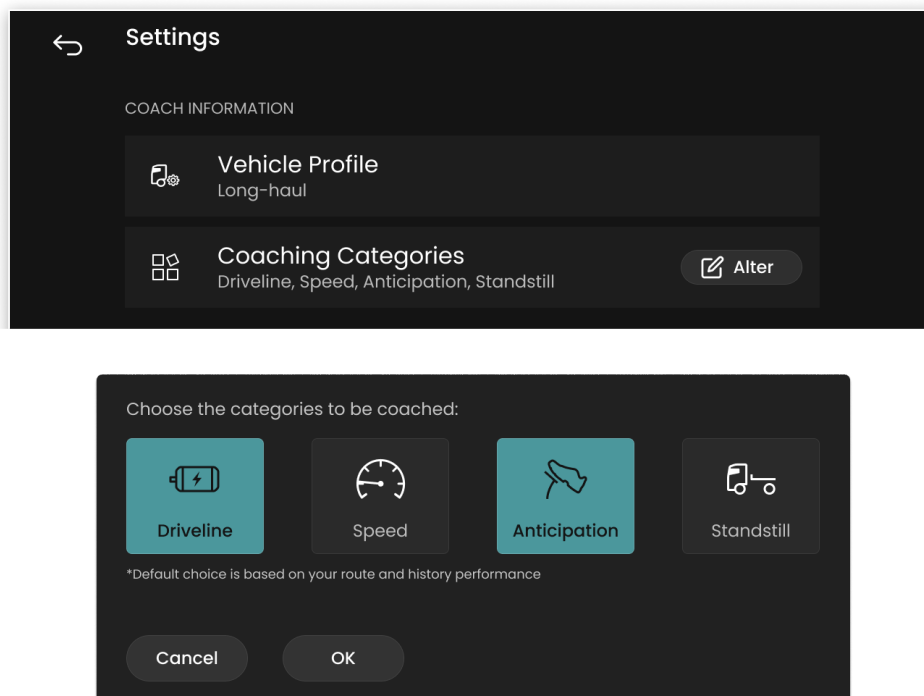 Settings
COACH INFORMATION
Vehicle Profile
Long-haul
Coaching Categories
Driveline, Speed, Anticipation, Standstill
Alter
Choose the categories to be coached:
Driveline
Speed
Anticipation
Standstill
*Default choice is based on your route and history performance
Cancel
OK